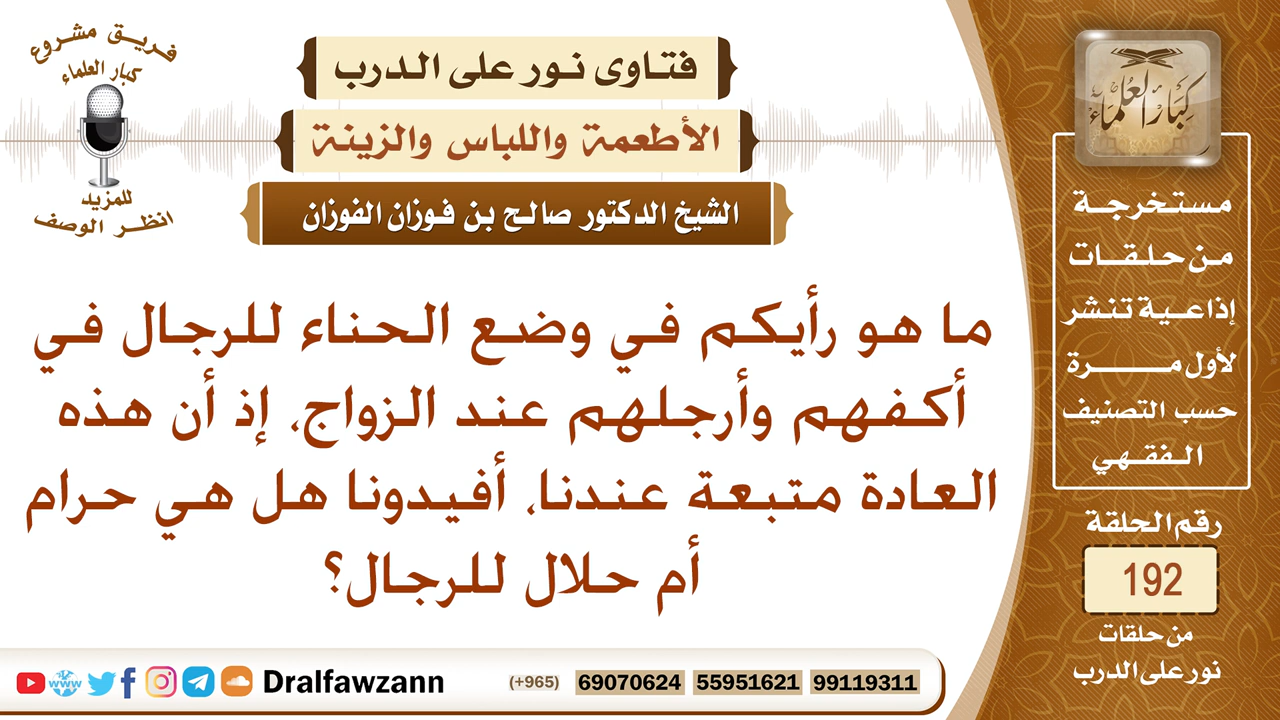 فريق مشروع
كبار العلماء
للمزيد
انظر الوصف
فتاوى نور على الدرب
الأطعمة واللباس والزينة
الشيخ الدكتور صالح بن فوزان الفوزان
ما هو رأيكم في وضع الحناء للرجال في
أكفهم وأرجلهم عند الزواج، إذ أن هذه
العادة متبعة عندنا، أفيدونا هل هي حرام
أم حلال للرجال؟
كبار العلماء
مستخرجة
من حلقات
إذاعية تنشر
لأول مرة
حسب التصنيف
الفقهي
رقم الحلقة
192
من حلقات
نور على الدرب
www Dralfawzann (+965) 69070624 55951621 99119311